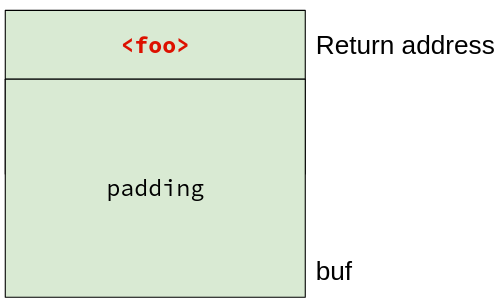 <foo>
Return address
padding
buf